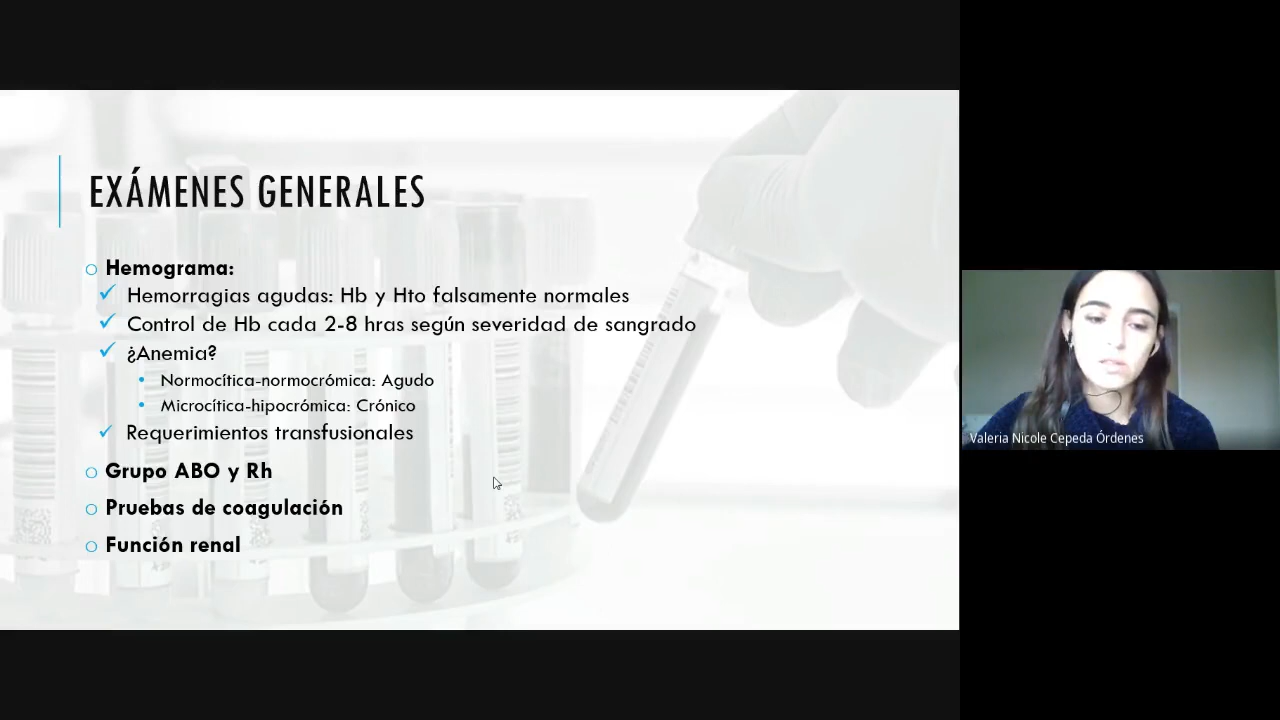 EXÁMENES GENERALES
Hemograma:
Hemorragias agudas: Hb y Hto falsamente normales
Control de Hb cada 2-8 hras según severidad de sangrado
¿Anemia?
Normocítica-normocrómica: Agudo
Microcítica-hipocrómica: Crónico
Requerimientos transfusionales
Grupo ABO y Rh
Pruebas de coagulación
Función renal
Valeria Nicole Cepeda Órdenes